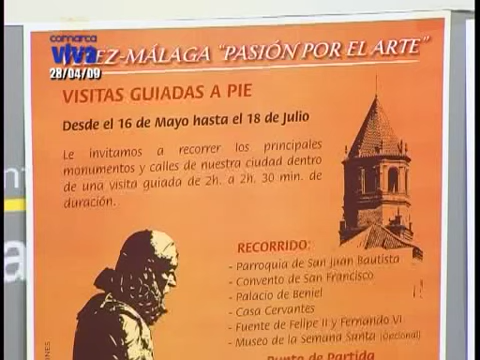 comarca
viva
28/04/09
EZ-MÁLAGA "PASIÓN POR EL ARTE"
VISITAS GUIADAS A PIE
Desde el 16 de Mayo hasta el 18 de Julio
Le invitamos a recorrer los principales
monumentos y calles de nuestra ciudad dentro
de una visita guiada de 2h. a 2h. 30 min. de
duración.
RECORRIDO:
- Parroquia de San Juan Bautista
- Convento de San Francisco
- Palacio de Beniel
- Casa Cervantes
- Fuente de Felipe II y Fernando VI
- Museo de la Semana Santa (opcional)
Punto de Partida